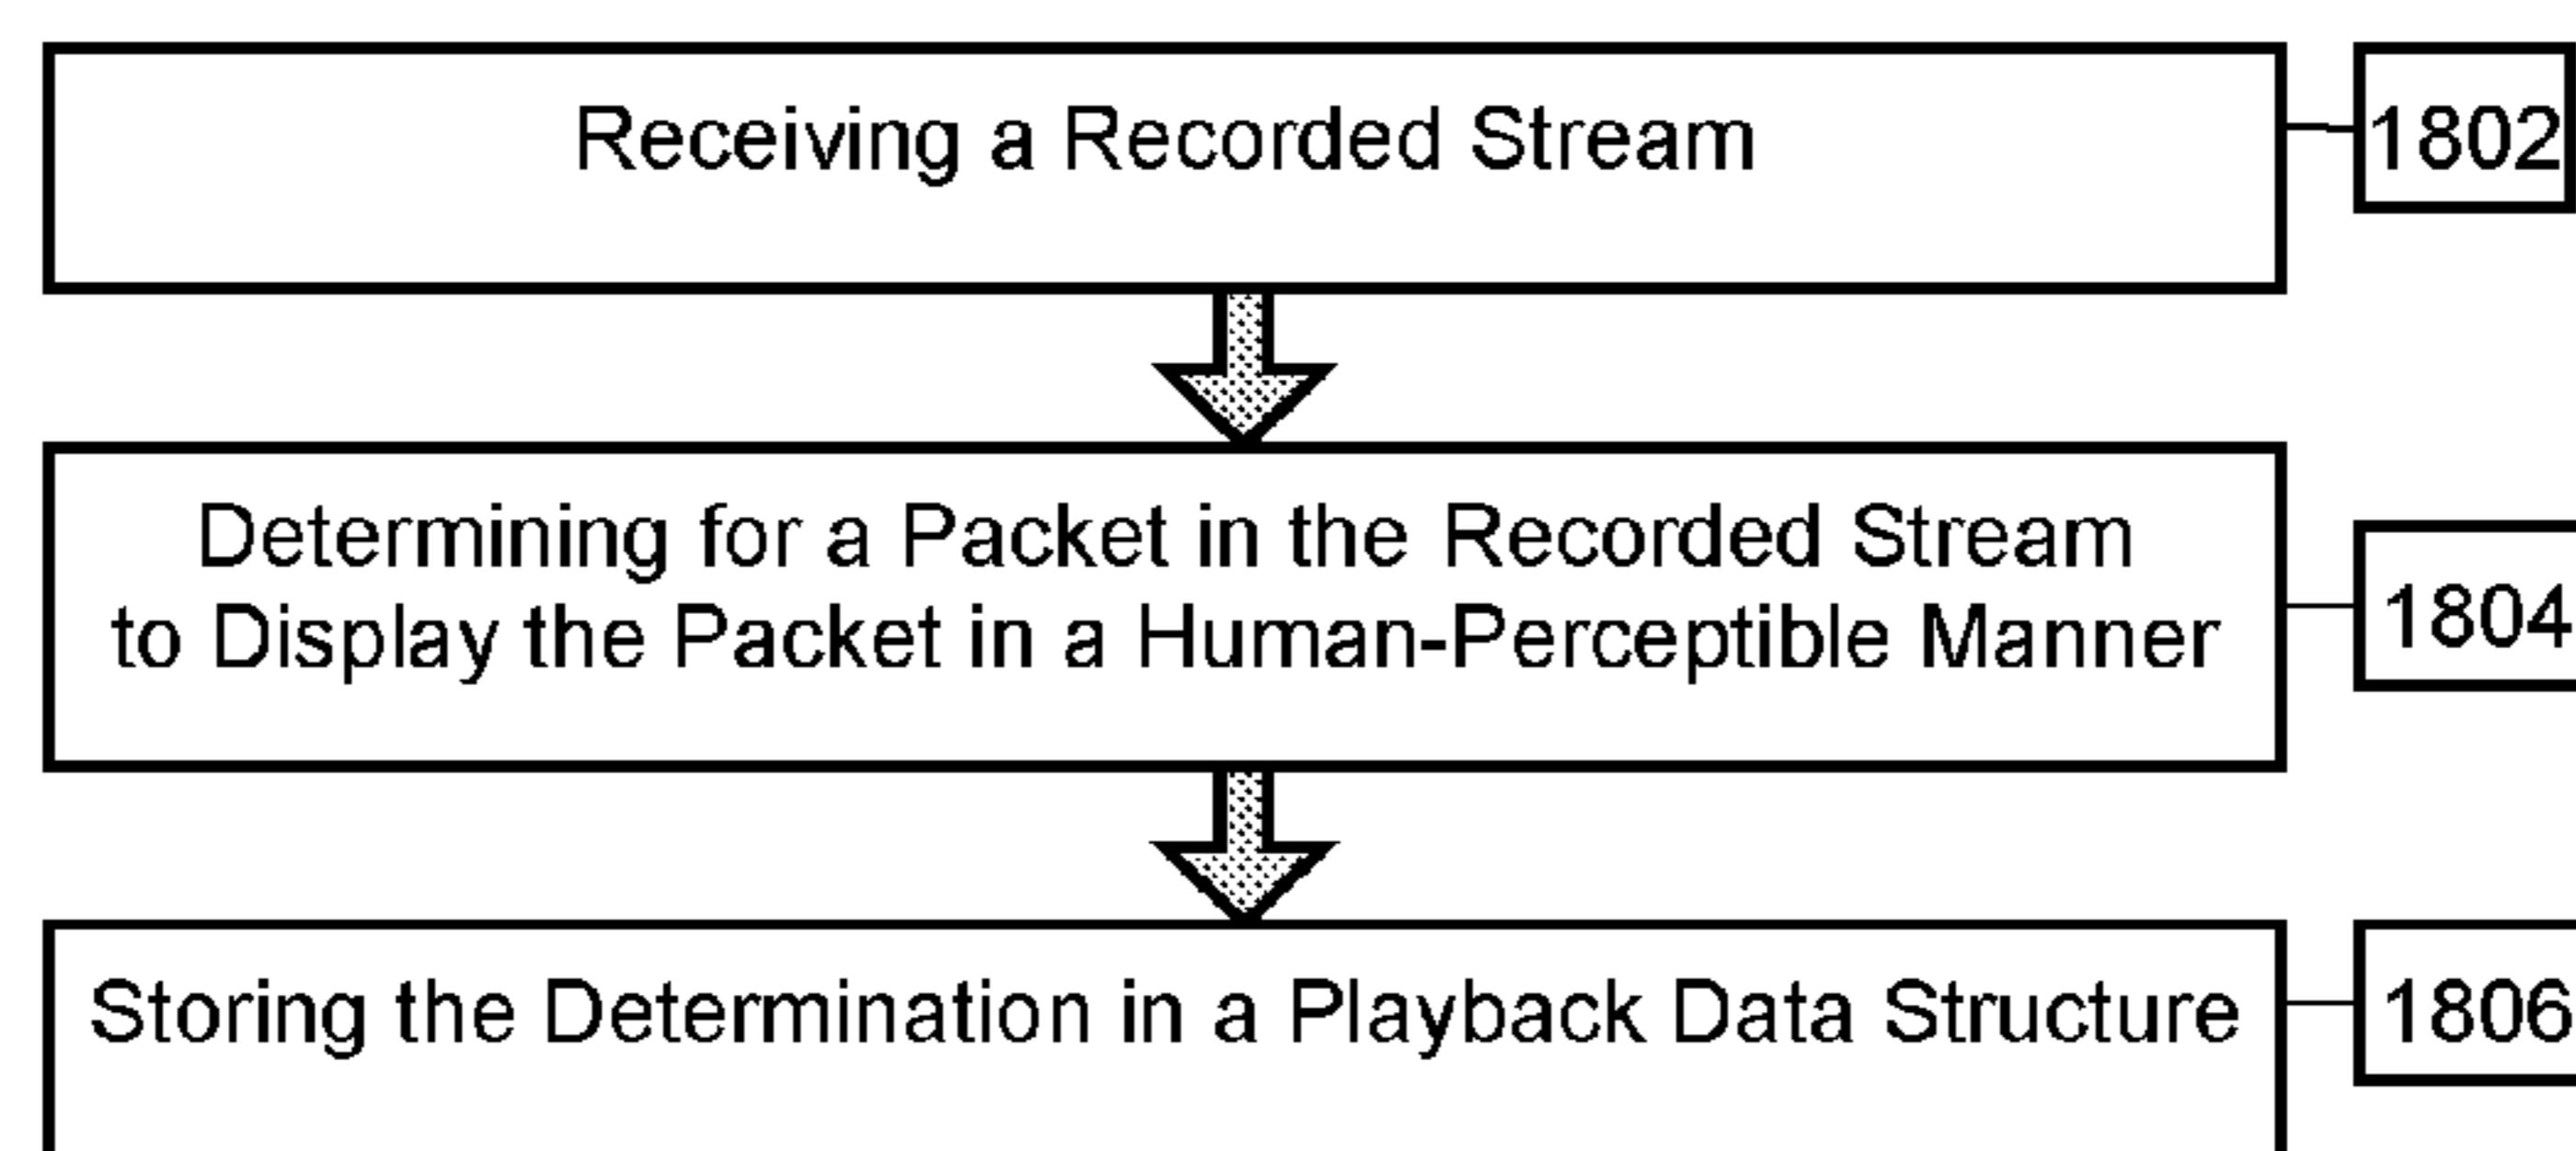 Receiving a Recorded Stream
1802
Determining for a Packet in the Recorded Stream
to Display the Packet in a Human-Perceptible Manner
1804
Storing the Determination in a Playback Data Structure
1806